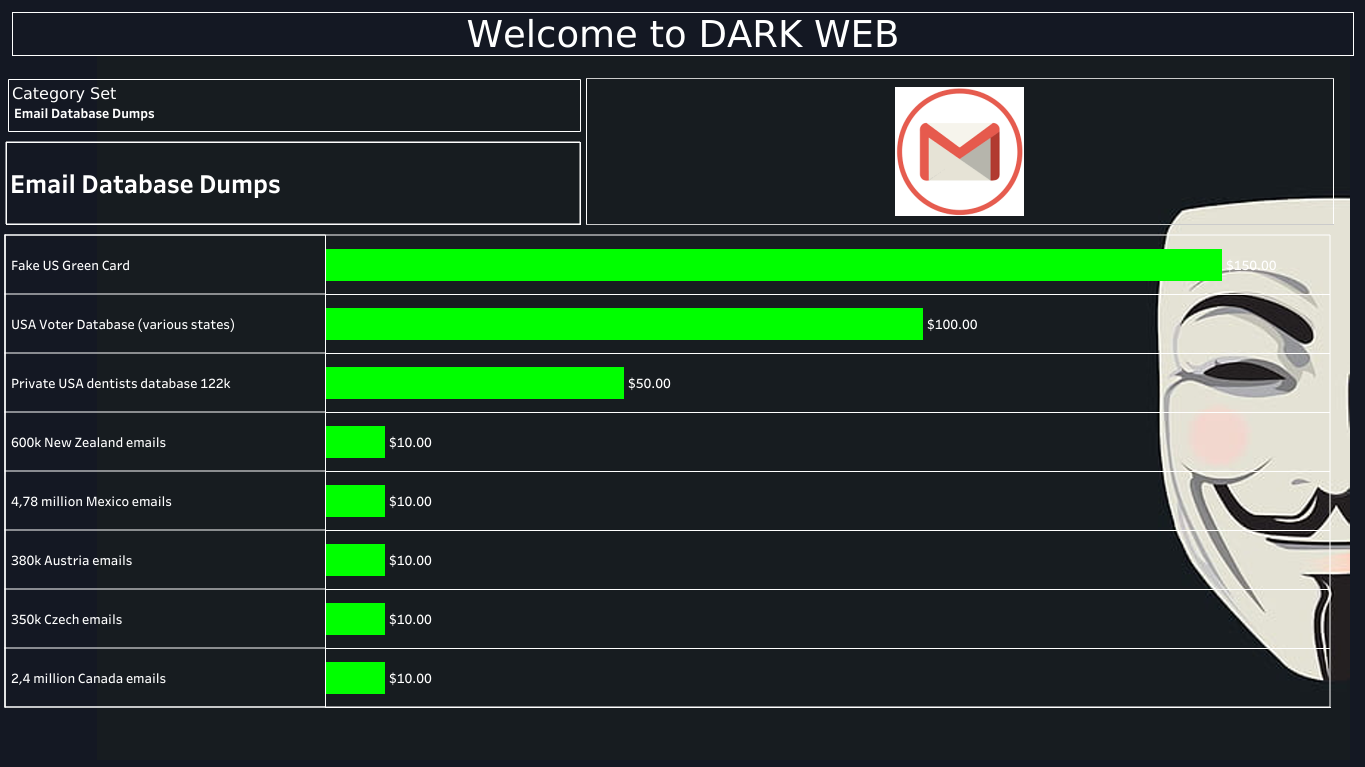 Welcome to DARK WEB
Category Set
Email Database Dumps
Email Database Dumps
Fake US Green Card $150.00
USA Voter Database (various states) $100.00
Private USA dentists database 122k $50.00
600k New Zealand emails $10.00
4,78 million Mexico emails $10.00
380k Austria emails $10.00
350k Czech emails $10.00
2,4 million Canada emails $10.00